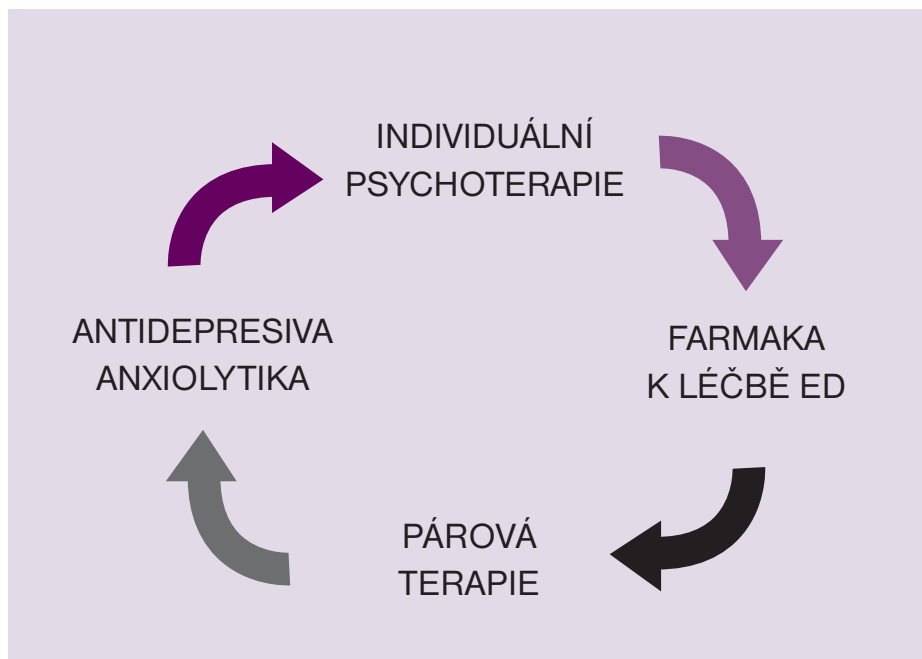 INDIVIDUÁLNÍ
PSYCHOTERAPIE
ANTIDEPRESIVA
ANXIOLYTIKA
FARMAKA
K LÉČBĚ ED
PÁROVÁ
TERAPIE